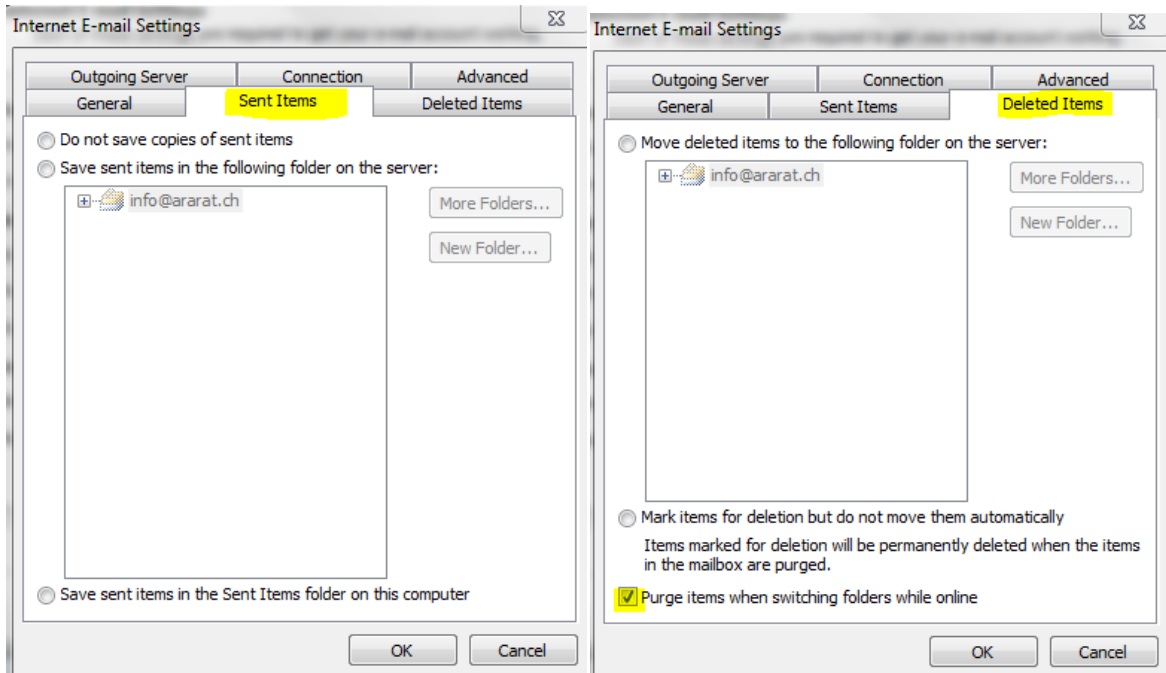 Internet E-mail Settings
Outgoing Server
Connection
Advanced
General
Sent Items
Deleted Items
Do not save copies of sent items
Save sent items in the following folder on the server:
info@ararat.ch
More Folders...
New Folder...
Save sent items in the Sent Items folder on this computer
OK
Cancel
Internet E-mail Settings
Outgoing Server
Connection
Advanced
General
Sent Items
Deleted Items
Move deleted items to the following folder on the server:
info@ararat.ch
More Folders...
New Folder...
Mark items for deletion but do not move them automatically
Items marked for deletion will be permanently deleted when the items
in the mailbox are purged.
Purge items when switching folders while online
OK
Cancel